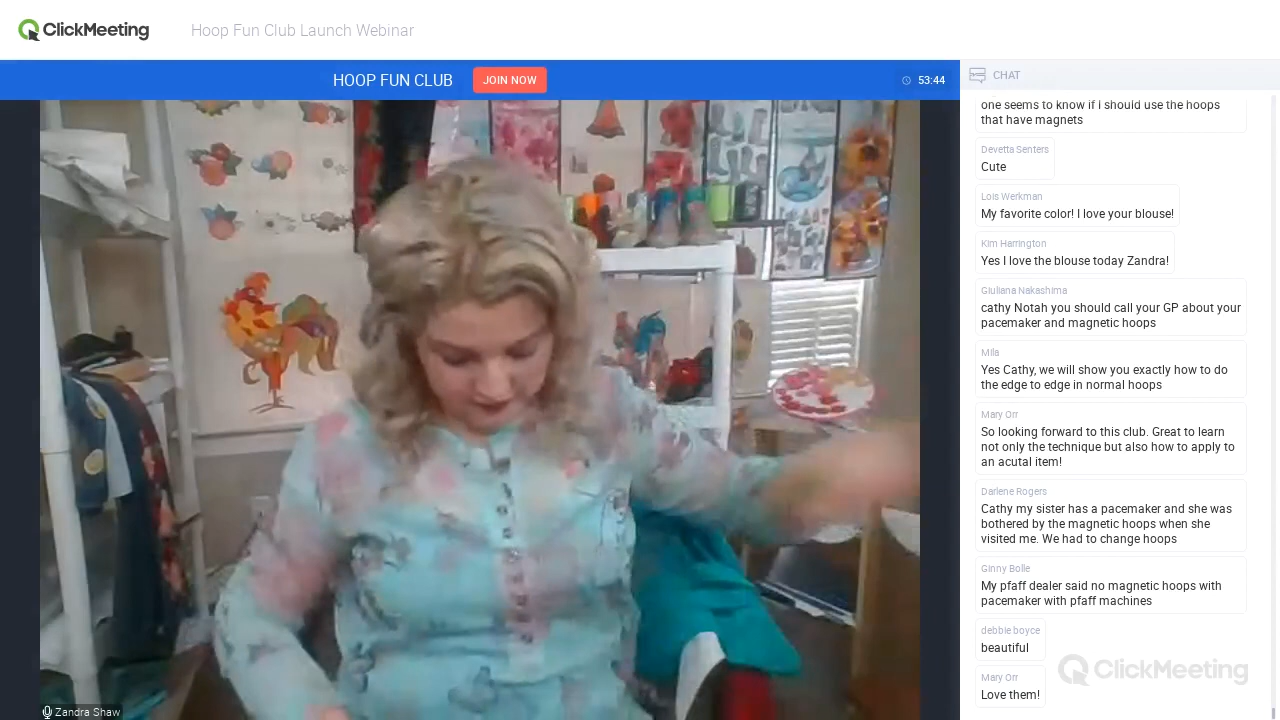 ClickMeeting
Hoop Fun Club Launch Webinar
HOOP FUN CLUB
JOIN NOW
53:44
CHAT
one seems to know if I should use the hoops
that have magnets
Devetta Senters
Cute
Lois Werkman
My favorite color! I love your blouse!
Kim Harrington
Yes I love the blouse today Zandra!
Giuliana Nakashima
cathy Notah you should call your GP about your
pacemaker and magnetic hoops
Mila
Yes Cathy, we will show you exactly how to do
the edge to edge in normal hoops
Mary Orr
So looking forward to this club. Great to learn
not only the technique but also how to apply to
an acutal item!
Darlene Rogers
Cathy my sister has a pacemaker and she was
bothered by the magnetic hoops when she
visited me. We had to change hoops
Ginny Bolle
My pfaff dealer said no magnetic hoops with
pacemaker with pfaff machines
debbie boyce
beautiful
Mary Orr
Love them!
ClickMeeting
Zandra Shaw